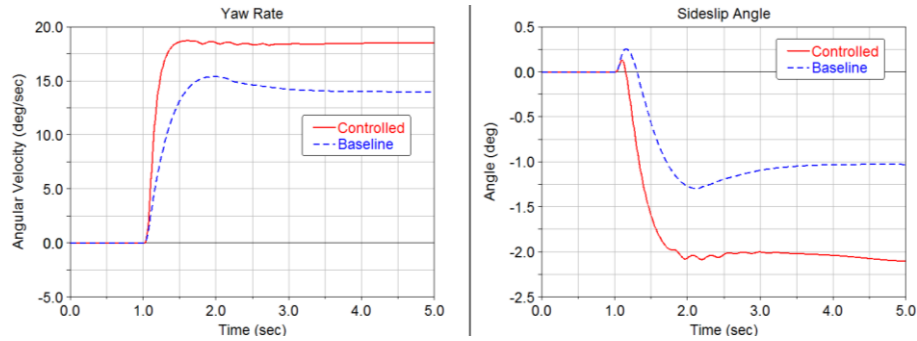 Yaw Rate
20.0
15.0
10.0
5.0
0.0
-5.0
Angular Velocity (deg/sec)
Controlled
Baseline
0.0 1.0 2.0 3.0 4.0 5.0
Time (sec)
Sideslip Angle
0.5
0.0
-0.5
-1.0
-1.5
-2.0
-2.5
Angle (deg)
Controlled
Baseline
0.0 1.0 2.0 3.0 4.0 5.0
Time (sec)